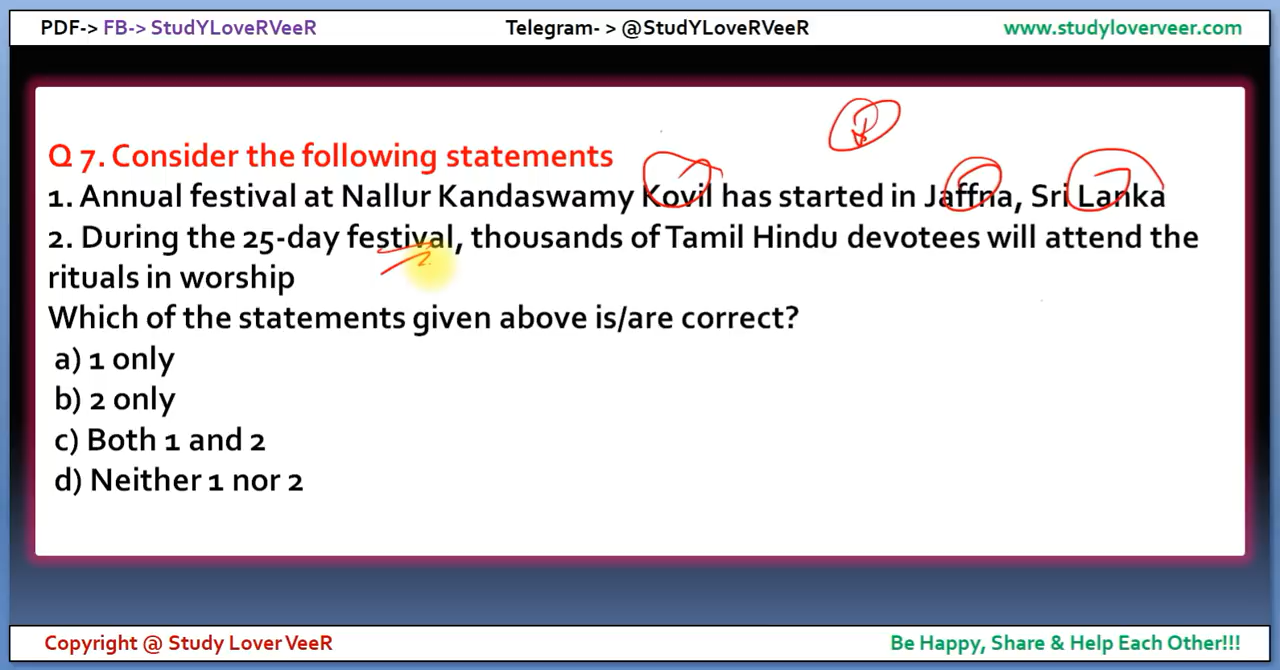 PDF-> FB-> StudYLoveRVeeR Telegram- > @StudYLoveRVeeR www.studyloverveer.com
Q 7. Consider the following statements
1. Annual festival at Nallur Kandaswamy Kovil has started in Jaffna, Sri Lanka
2. During the 25-day festival, thousands of Tamil Hindu devotees will attend the
rituals in worship
Which of the statements given above is/are correct?
a) 1 only
b) 2 only
c) Both 1 and 2
d) Neither 1 nor 2
Copyright @ Study Lover VeeR Be Happy, Share & Help Each Other!!!